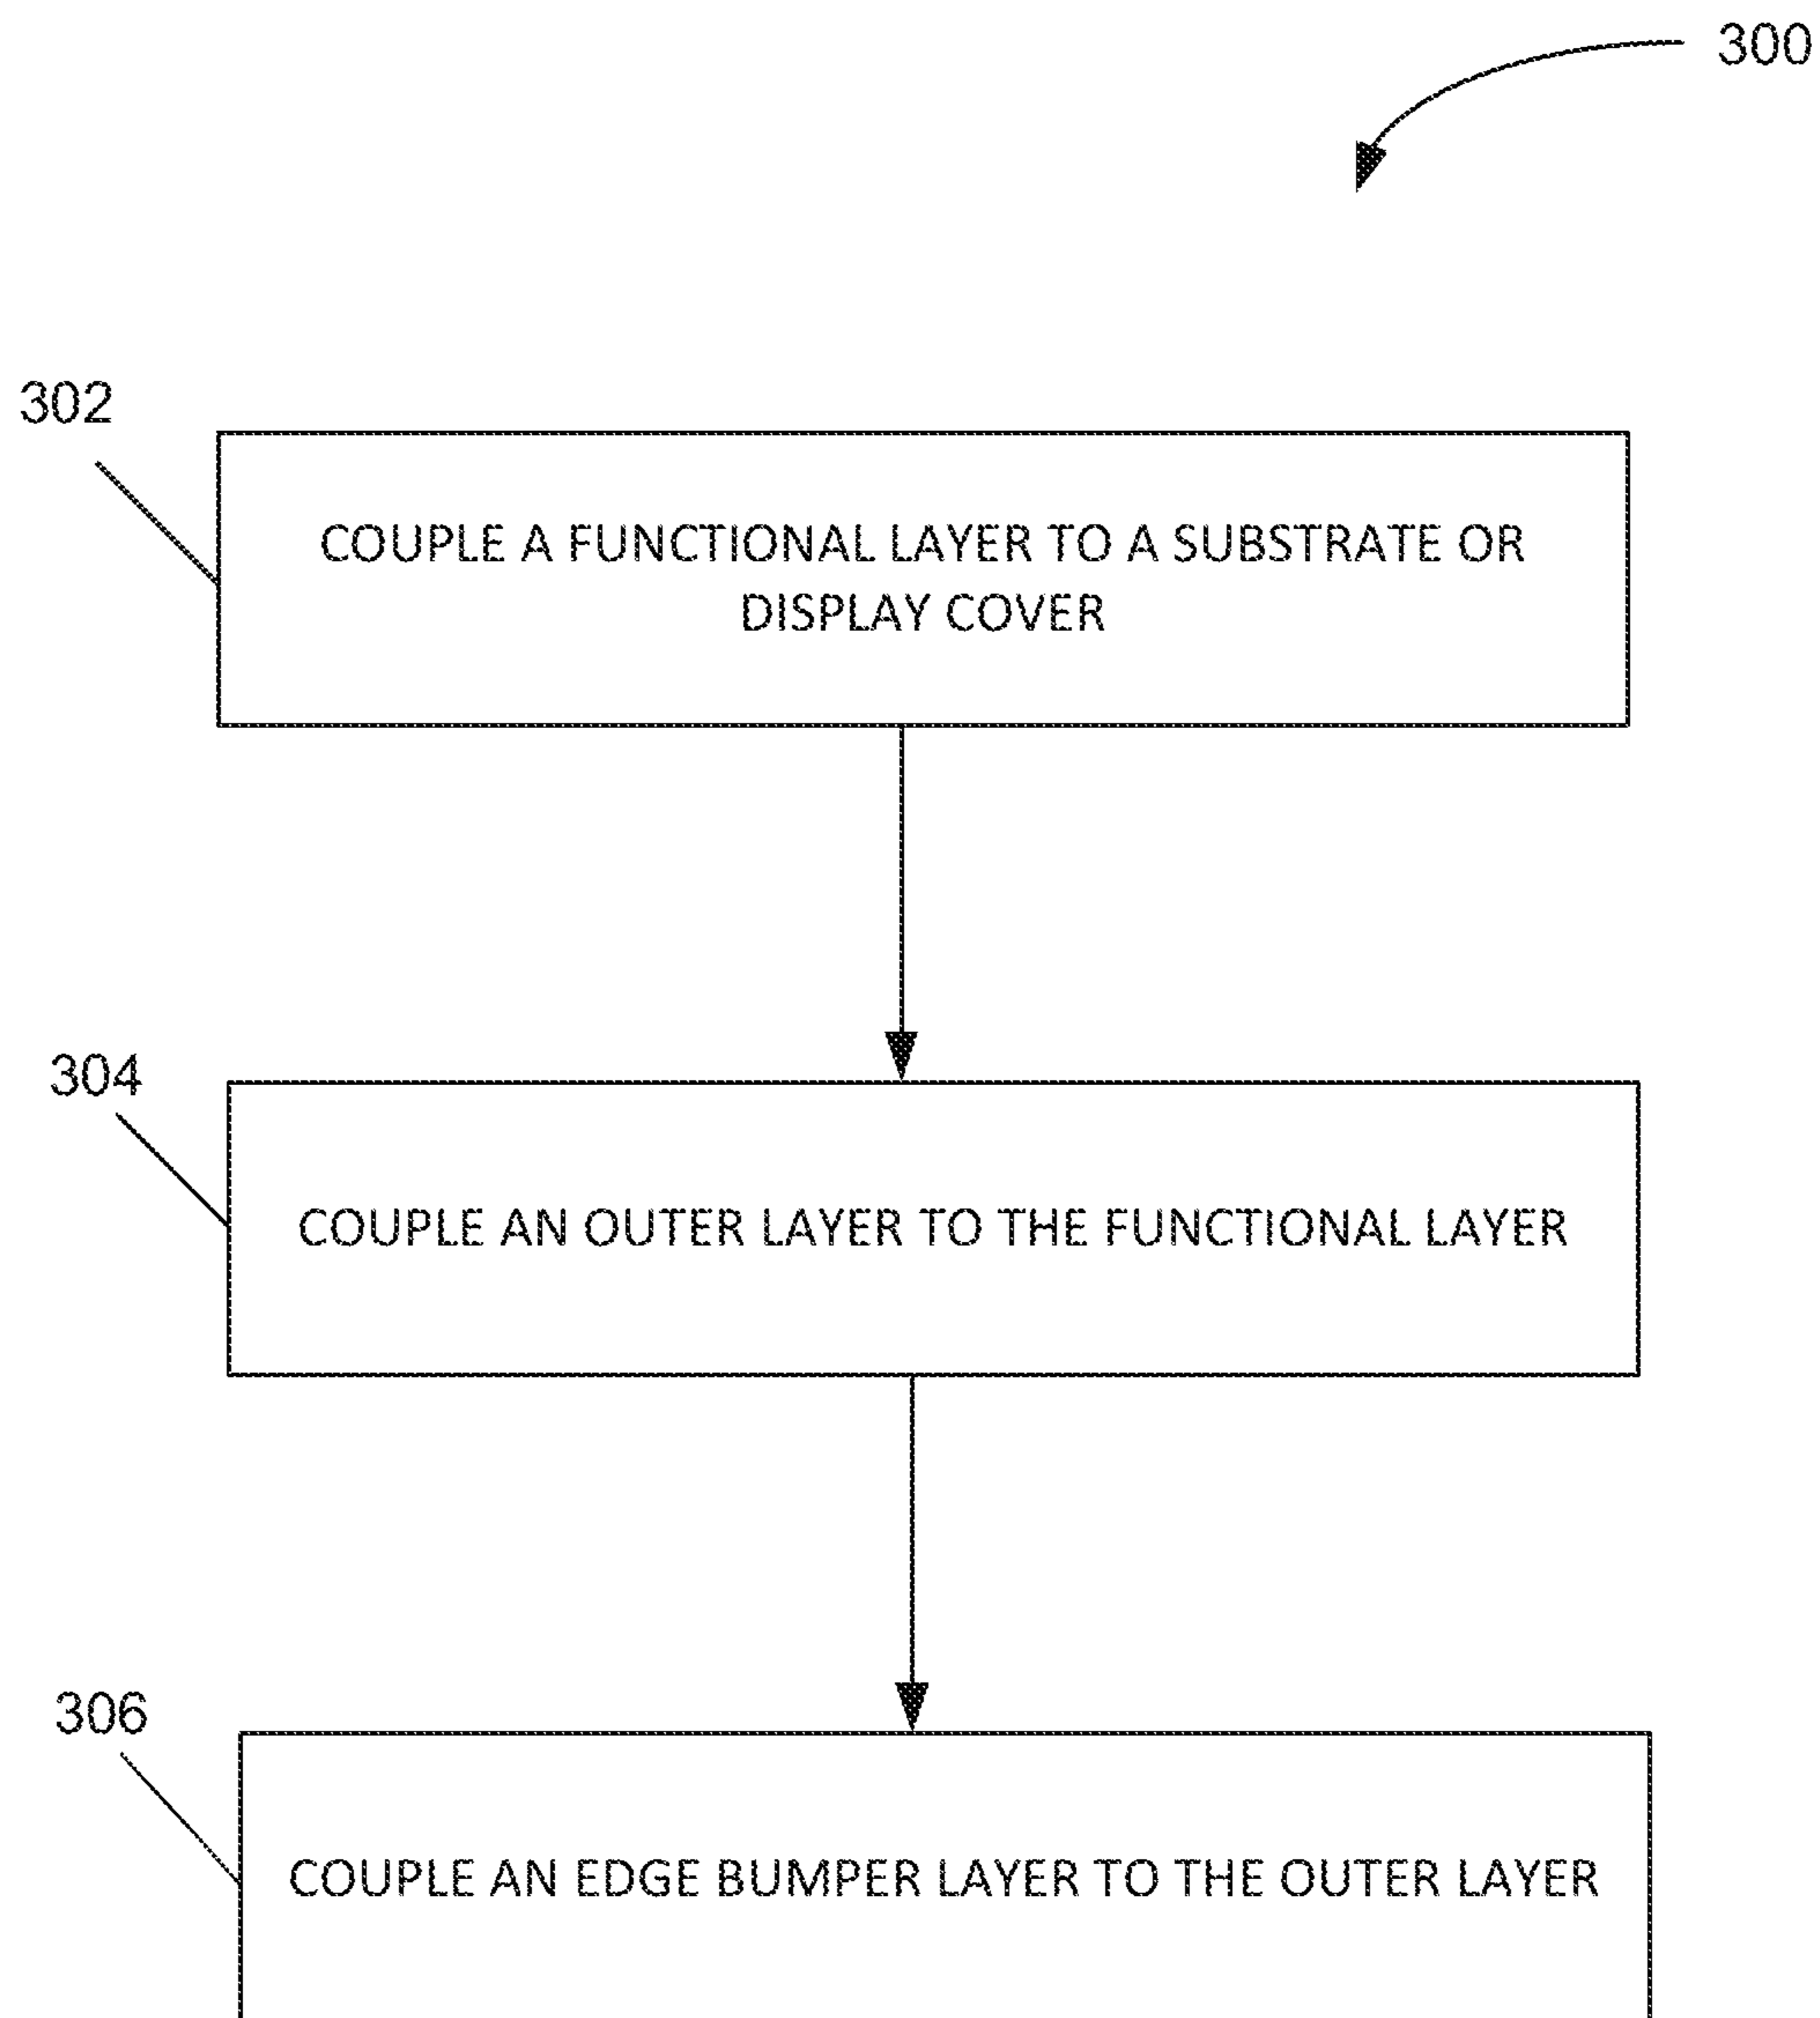 300
302
COUPLE A FUNCTIONAL LAYER TO A SUBSTRATE OR
DISPLAY COVER
304
COUPLE AN OUTER LAYER TO THE FUNCTIONAL LAYER
306
COUPLE AN EDGE BUMPER LAYER TO THE OUTER LAYER